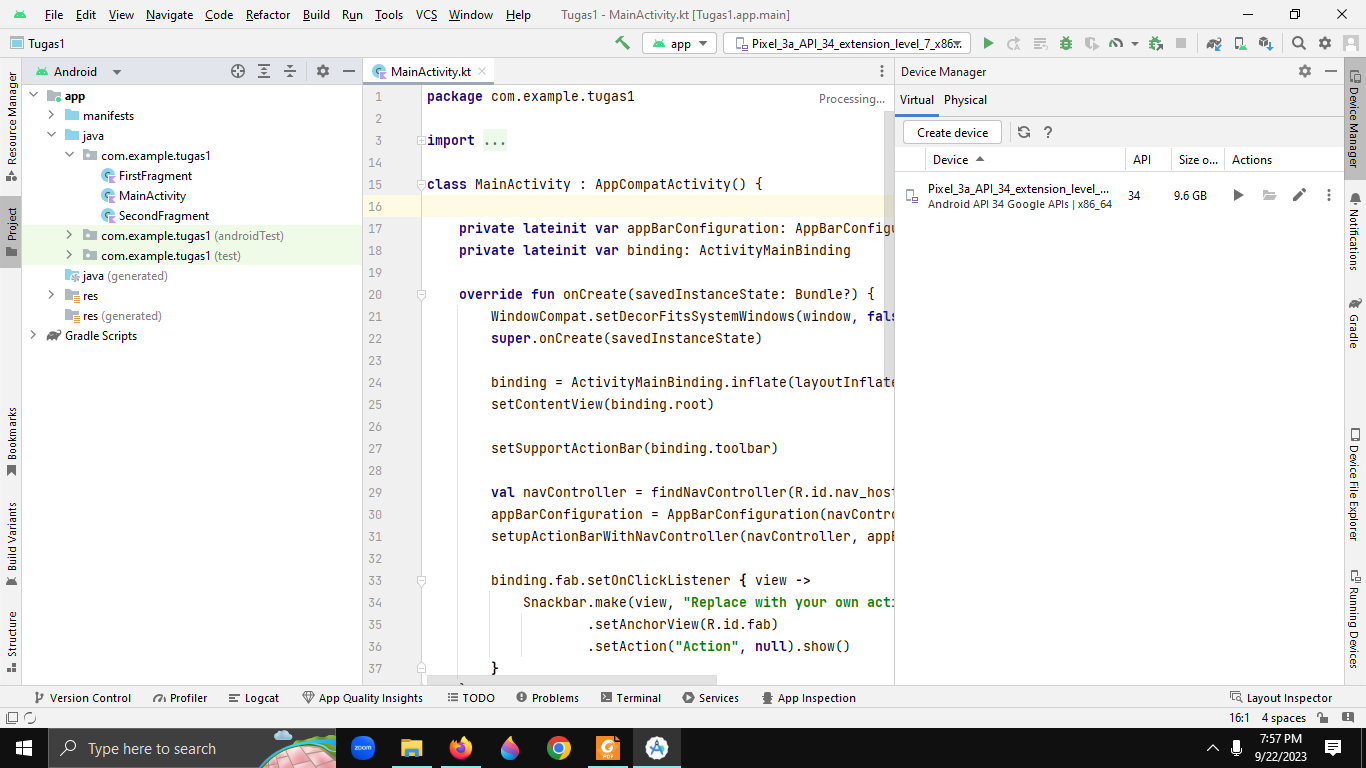 File Edit View Navigate Code Refactor Build Run Tools VCS Window Help Tugas1 - MainActivity.kt [Tugas1.app.main]
Tugas1 app Pixel_3a_API_34_extension_level_7_x86...
Android MainActivity.kt Device Manager
Virtual Physical
Create device ?
Device API Size o... Actions
Pixel_3a_API_34_extension_level_...
Android API 34 Google APIs | x86_64
34 9.6 GB
Resource Manager
Project
Bookmarks
Build Variants
Structure
app
manifests
java
com.example.tugas1
FirstFragment
MainActivity
SecondFragment
com.example.tugas1 (androidTest)
com.example.tugas1 (test)
java (generated)
res
res (generated)
Gradle Scripts
Processing...
1 package com.example.tugas1
2
3 import ...
14
15 class MainActivity : AppCompatActivity() {
16
17 private lateinit var appBarConfiguration: AppBarConfigu
18 private lateinit var binding: ActivityMainBinding
19
20 override fun onCreate(savedInstanceState: Bundle?) {
21 WindowCompat.setDecorFitsSystemWindows(window, fals
22 super.onCreate(savedInstanceState)
23
24 binding = ActivityMainBinding.inflate(layoutInflate
25 setContentView(binding.root)
26
27 setSupportActionBar(binding.toolbar)
28
29 val navController = findNavController(R.id.nav_host
30 appBarConfiguration = AppBarConfiguration(navContro
31 setupActionBarWithNavController(navController, appB
32
33 binding.fab.setOnClickListener { view ->
34 Snackbar.make(view, "Replace with your own acti
35 .setAnchorView(R.id.fab)
36 .setAction("Action", null).show()
37 }
Device Manager
Notifications
Gradle
Device File Explorer
Running Devices
Version Control Profiler Logcat App Quality Insights TODO Problems Terminal Services App Inspection Layout Inspector
16:1 4 spaces
Type here to search
zoom
7:57 PM
9/22/2023